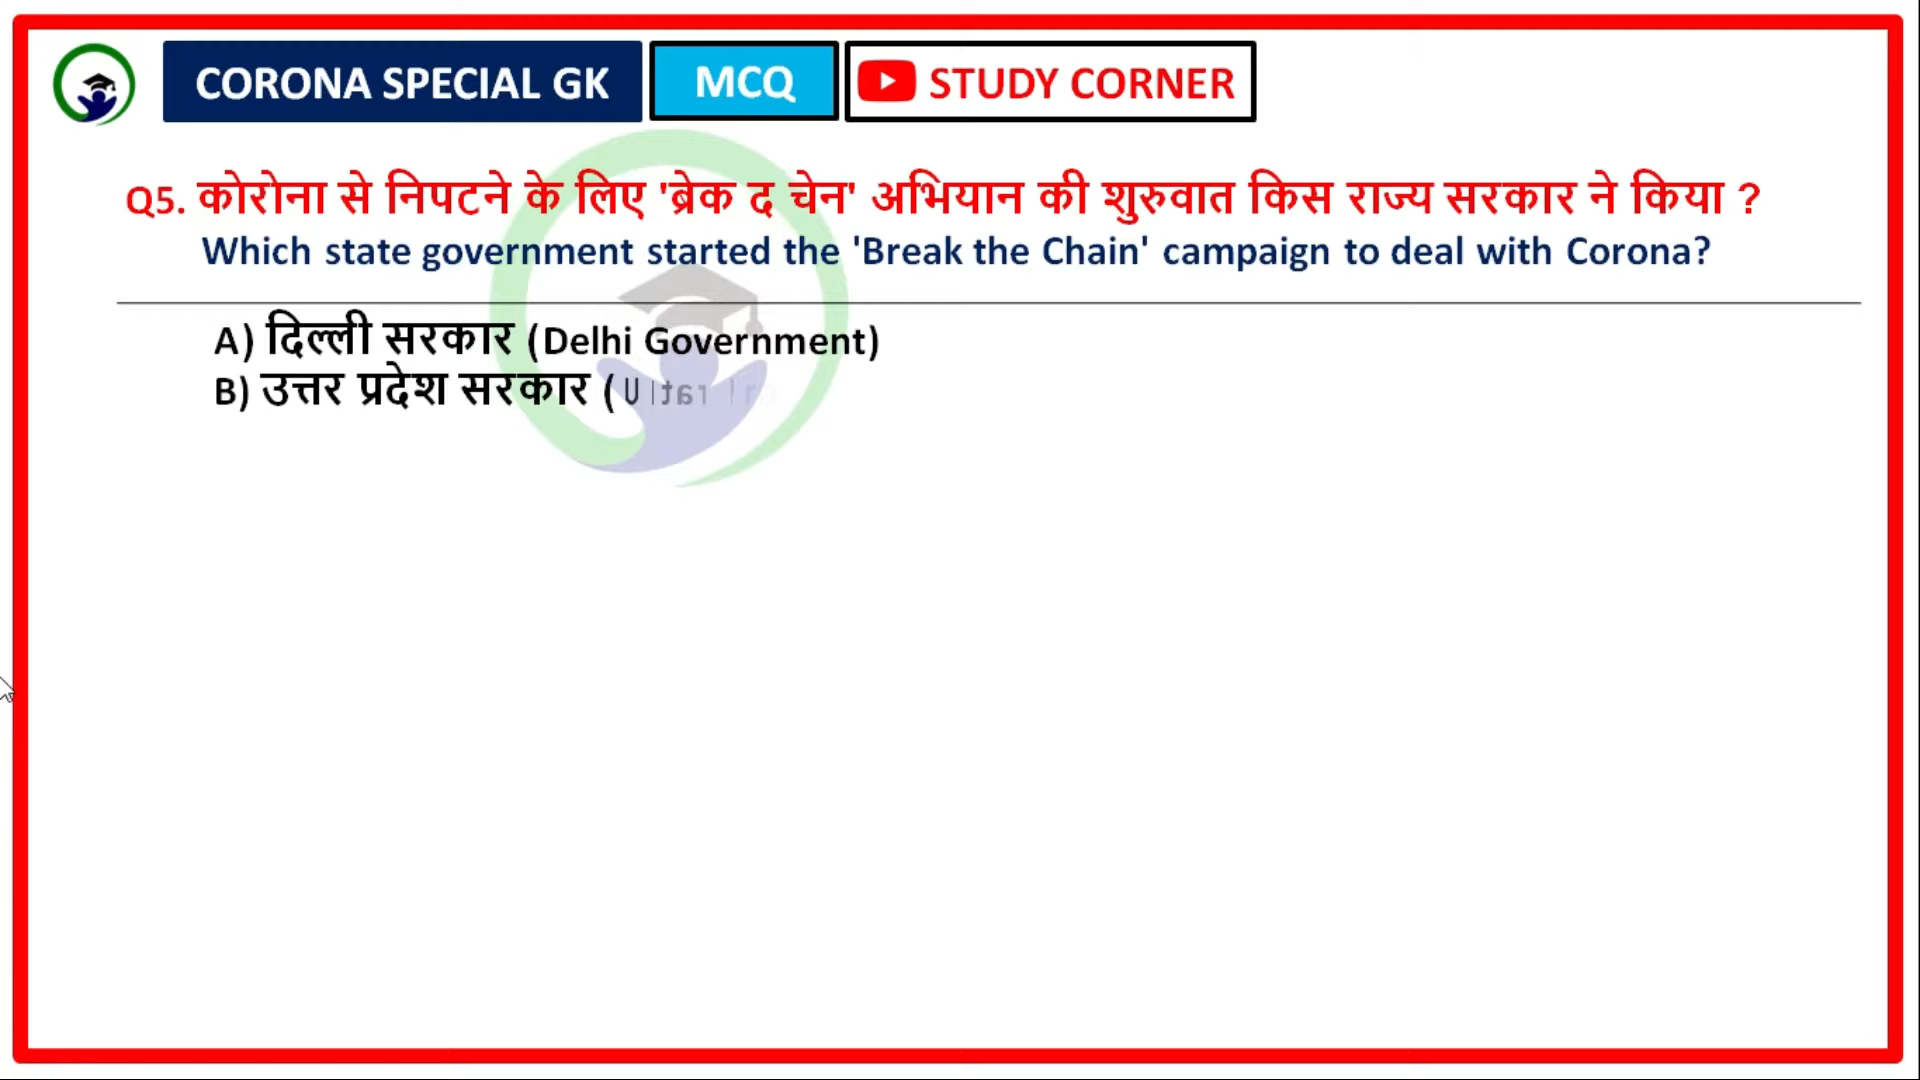 CORONA SPECIAL GK MCQ STUDY CORNER
Q5. कोरोना से निपटने के लिए 'ब्रेक द चेन' अभियान की शुरुवात किस राज्य सरकार ने किया ?
Which state government started the 'Break the Chain' campaign to deal with Corona?
A) दिल्ली सरकार (Delhi Government)
B) उत्तर प्रदेश सरकार (